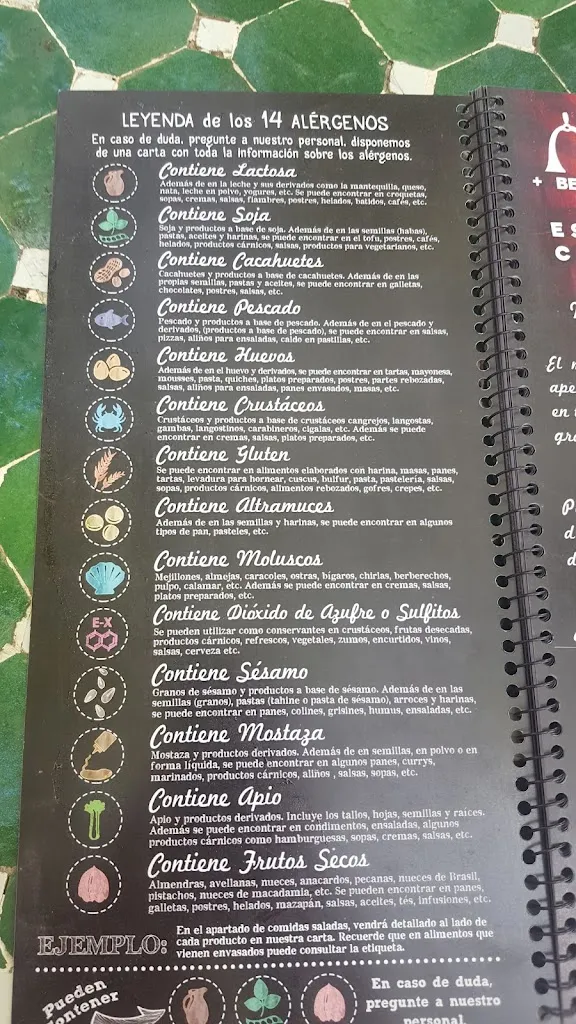 LEYENDA de los 14 ALÉRGENOS
En caso de duda, pregunte a nuestro personal, disponemos
de una carta con toda la información sobre los alérgenos.
Contiene Lactosa
Además de en la leche y sus derivados como la mantequilla, queso,
nata, leche en polvo, yogures, etc. Se puede encontrar en croquetas,
sopas, cremas, salsas, fiambres, postres, helados, batidos, cafés, etc.
Contiene Soja
Soja y productos a base de soja. Además de en las semillas (habas),
pastas, aceites y harinas, se puede encontrar en el tofu, postres, cafés,
helados, productos cárnicos, salsas, productos para vegetarianos, etc.
Contiene Cacahuetes
Cacahuetes y productos a base de cacahuetes. Además de en las
propias semillas, pastas y aceites, se puede encontrar en galletas,
chocolates, postres, salsas, etc.
Contiene Pescado
Pescado y productos a base de pescado. Además de en el pescado y
derivados, (productos a base de pescado), se puede encontrar en salsas,
pizzas, aliños para ensaladas, caldo en pastillas, etc.
Contiene Huevos
Además de en el huevo y derivados, se puede encontrar en tartas, mayonesa,
mousses, pasta, quiches, platos preparados, postres, partes rebozadas,
salsas, aliños para ensaladas, panes envasados, masas, etc.
Contiene Crustáceos
Crustáceos y productos a base de crustáceos cangrejos, langostas,
gambas, langostinos, carabineros, cigalas, etc. Además se puede
encontrar en cremas, salsas, platos preparados, etc.
Contiene Gluten
Se puede encontrar en alimentos elaborados con harina, masas, panes,
tartas, levadura para hornear, cuscus, bulfur, pasta, pastelería, salsas,
sopas, productos cárnicos, alimentos rebozados, gofres, crepes, etc.
Contiene Altramuces
Además de en las semillas y harinas, se puede encontrar en algunos
tipos de pan, pasteles, etc.
Contiene Moluscos
Mejillones, almejas, caracoles, ostras, bígaros, chirlas, berberechos,
pulpo, calamar, etc. Además se puede encontrar en cremas, salsas,
platos preparados, etc.
E-X
Contiene Dióxido de Azufre o Sulfitos
Se pueden utilizar como conservantes en crustáceos, frutas desecadas,
productos cárnicos, refrescos, vegetales, zumos, encurtidos, vinos,
salsas, cerveza etc.
Contiene Sésamo
Granos de sésamo y productos a base de sésamo. Además de en las
semillas (granos), pastas (tahine o pasta de sésamo), arroces y harinas,
se puede encontrar en panes, colines, grisines, humus, ensaladas, etc.
Contiene Mostaza
Mostaza y productos derivados. Además de en semillas, en polvo o en
forma líquida, se puede encontrar en algunos panes, currys,
marinados, productos cárnicos, aliños , salsas, sopas, etc.
Contiene Apio
Apio y productos derivados. Incluye los tallos, hojas, semillas y raíces.
Además se puede encontrar en condimentos, ensaladas, algunos
productos cárnicos como hamburguesas, sopas, cremas, salsas, etc.
Contiene Frutos Secos
Almendras, avellanas, nueces, anacardos, pecanas, nueces de Brasil,
pistachos, nueces de macadamia, etc. Se pueden encontrar en panes,
galletas, postres, helados, mazapán, salsas, aceites, tés, infusiones, etc.
EJEMPLO:
En el apartado de comidas saladas, vendrá detallado al lado de
cada producto en nuestra carta. Recuerde que en alimentos que
vienen envasados puede consultar la etiqueta.
Pueden
contener
En caso de duda,
pregunte a nuestro
personal.
+ BE
E S
C
El
ape
en
gr
P
d
d